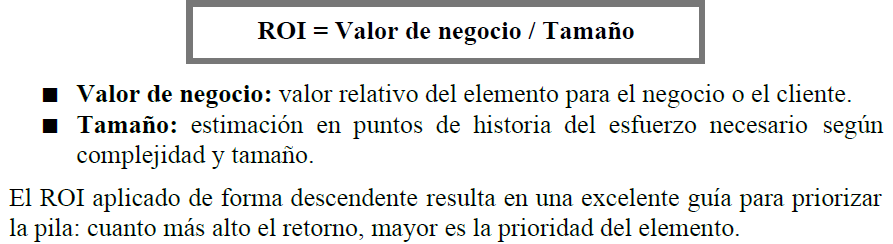 ROI = Valor de negocio / Tamaño
■ Valor de negocio: valor relativo del elemento para el negocio o el cliente.
■ Tamaño: estimación en puntos de historia del esfuerzo necesario según
complejidad y tamaño.
El ROI aplicado de forma descendente resulta en una excelente guía para priorizar
la pila: cuanto más alto el retorno, mayor es la prioridad del elemento.